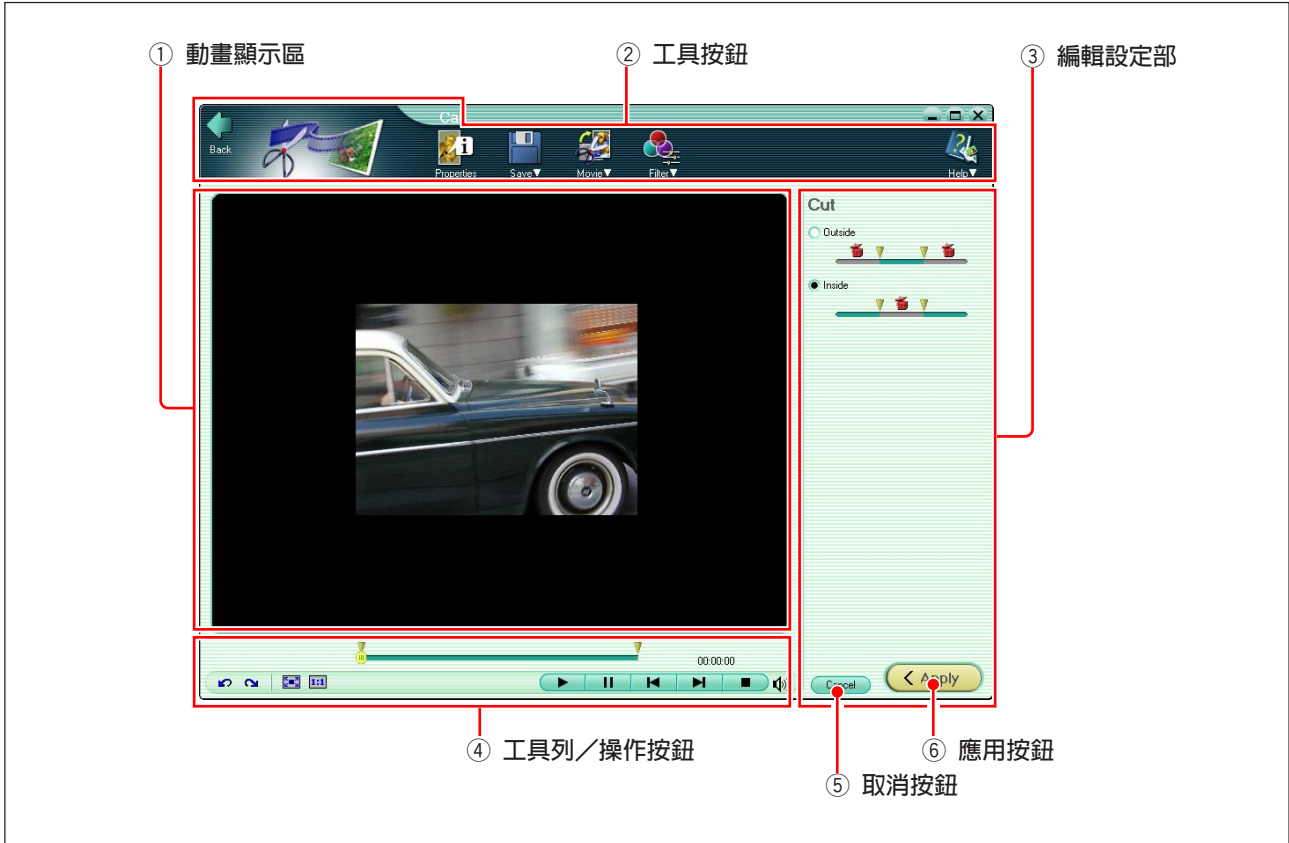 ① 動畫顯示區
② 工具按鈕
③ 編輯設定部
Back
Properties
Save▼
Movie▼
Filter▼
Help▼
Cut
Outside
Inside
00:00:00
1:1
Cancel
< Apply
④ 工具列／操作按鈕
⑥ 應用按鈕
⑤ 取消按鈕